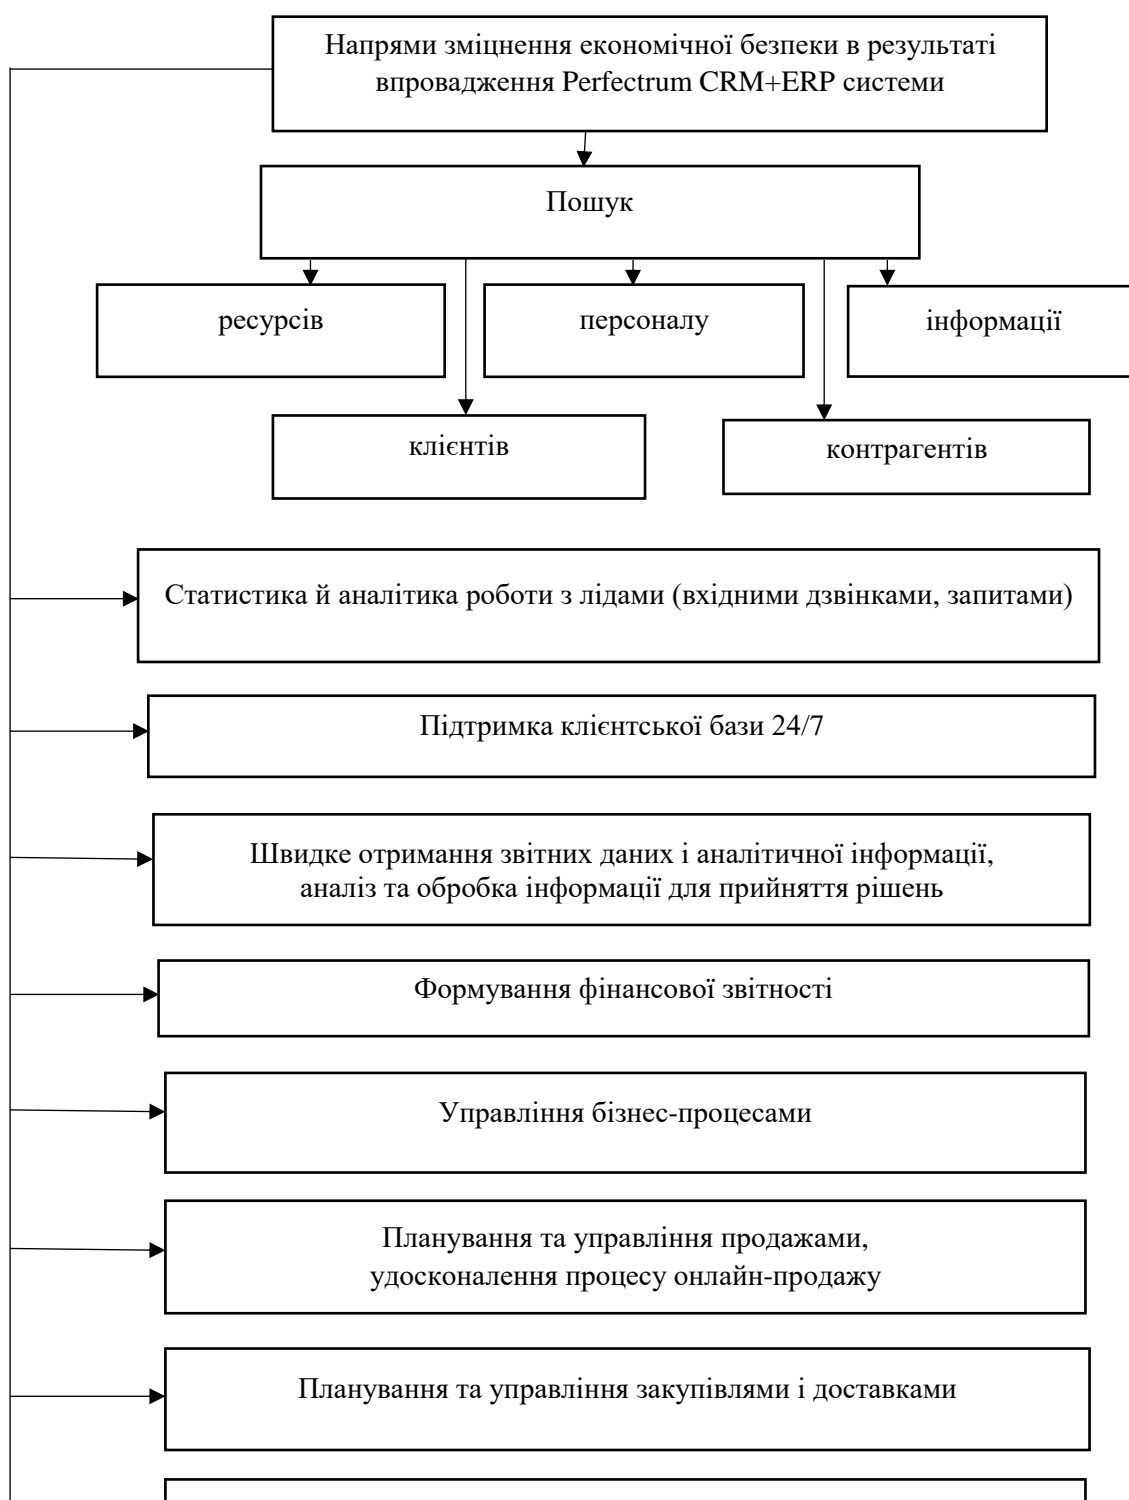 Напрями зміцнення економічної безпеки в результаті
впровадження Perfectrum CRM+ERP системи
Пошук
ресурсів
персоналу
інформації
клієнтів
контрагентів
Статистика й аналітика роботи з лідами (вхідними дзвінками, запитами)
Підтримка клієнтської бази 24/7
Швидке отримання звітних даних і аналітичної інформації,
аналіз та обробка інформації для прийняття рішень
Формування фінансової звітності
Управління бізнес-процесами
Планування та управління продажами,
удосконалення процесу онлайн-продажу
Планування та управління закупівлями і доставками